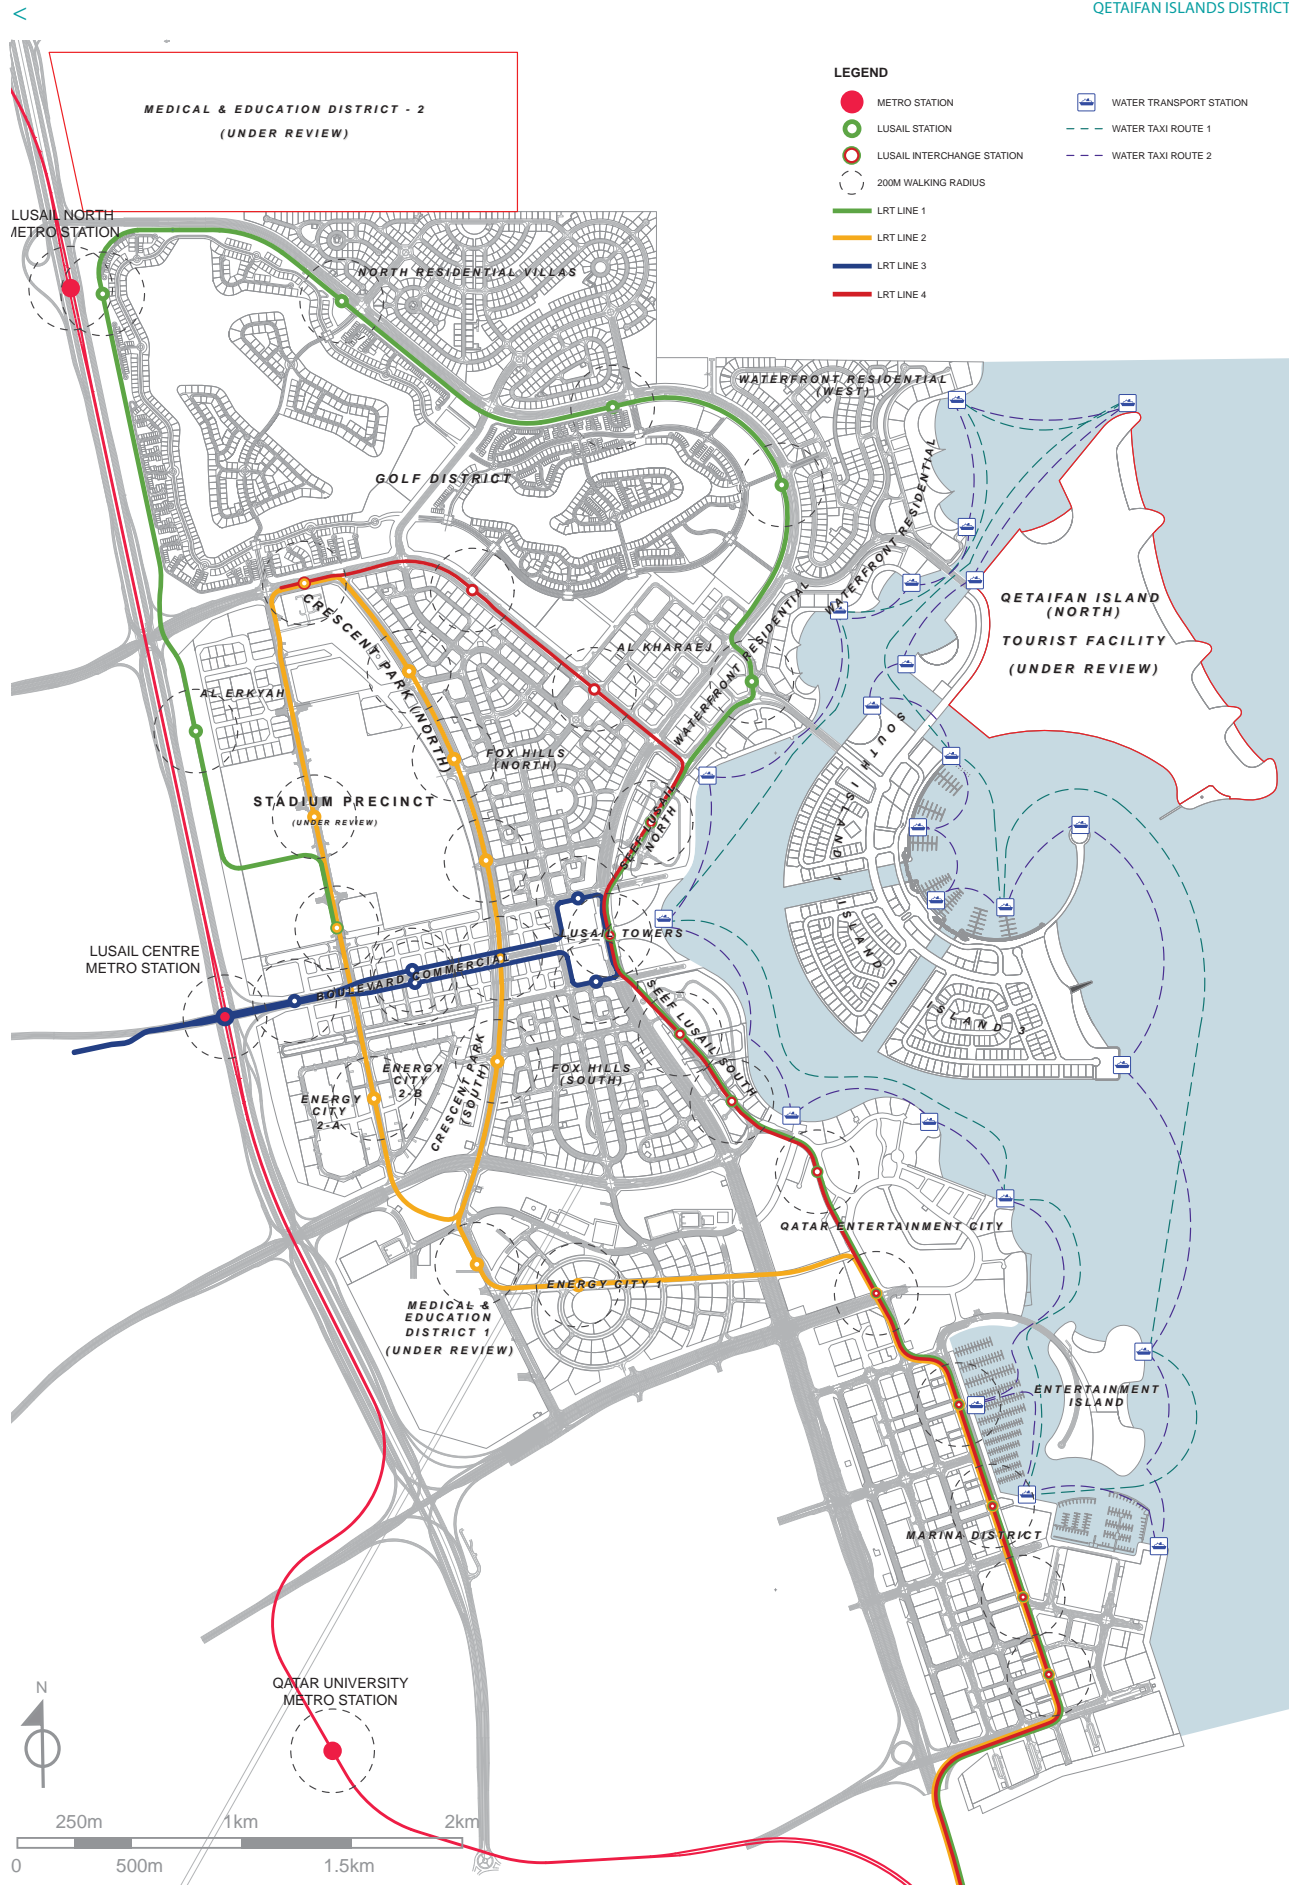 <
QETAIFAN ISLANDS DISTRICT
LEGEND
METRO STATION
LUSAIL STATION
LUSAIL INTERCHANGE STATION
200M WALKING RADIUS
LRT LINE 1
LRT LINE 2
LRT LINE 3
LRT LINE 4
WATER TRANSPORT STATION
WATER TAXI ROUTE 1
WATER TAXI ROUTE 2
MEDICAL & EDUCATION DISTRICT - 2
(UNDER REVIEW)
LUSAIL NORTH
METRO STATION
NORTH RESIDENTIAL VILLAS
WATERFRONT RESIDENTIAL
(WEST)
GOLF DISTRICT
WATERFRONT RESIDENTIAL
WATERFRONT RESIDENTIAL
QETAIFAN ISLAND
(NORTH)
TOURIST FACILITY
(UNDER REVIEW)
CRESCENT PARK (NORTH)
AL KHARAEJ
AL ERKYAH
FOX HILLS
(NORTH)
SOUTH ISLAND 1
STADIUM PRECINCT
(UNDER REVIEW)
SEEF LUSAIL
NORTH
ISLAND 2
LUSAIL TOWERS
LUSAIL CENTRE
METRO STATION
BOULEVARD COMMERCIAL
SEEF LUSAIL SOUTH
ISLAND 3
ENERGY
CITY
2-B
ENERGY
CITY
2-A
CRESCENT PARK
(SOUTH)
FOX HILLS
(SOUTH)
QATAR ENTERTAINMENT CITY
ENERGY CITY 1
MEDICAL &
EDUCATION
DISTRICT 1
(UNDER REVIEW)
ENTERTAINMENT
ISLAND
MARINA DISTRICT
QATAR UNIVERSITY
METRO STATION
N
250m
1km
2km
0
500m
1.5km